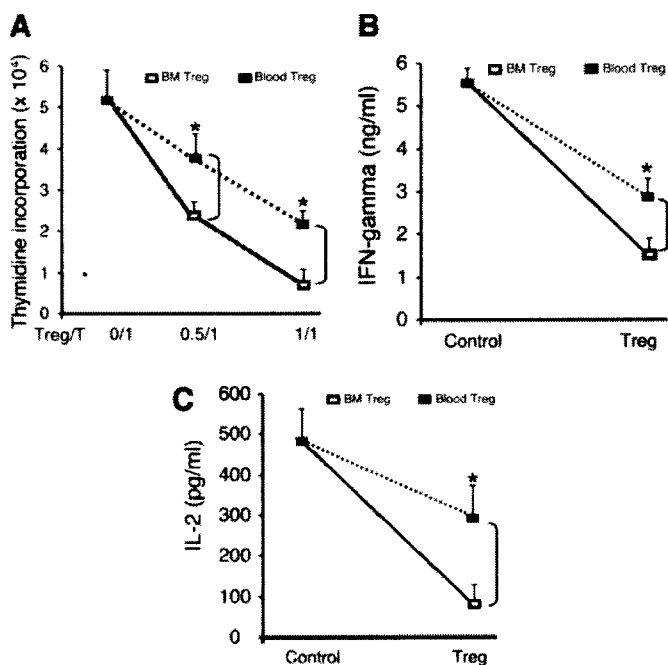 A
BM Treg Blood Treg
Thymidine incorporation (x 10⁴)
6
5
4
3
2
1
0
*
*
Treg/T 0/1 0.5/1 1/1
B
BM Treg Blood Treg
IFN-gamma (ng/ml)
6
5
4
3
2
1
0
*
Control Treg
C
BM Treg Blood Treg
IL-2 (pg/ml)
600
500
400
300
200
100
0
*
Control Treg